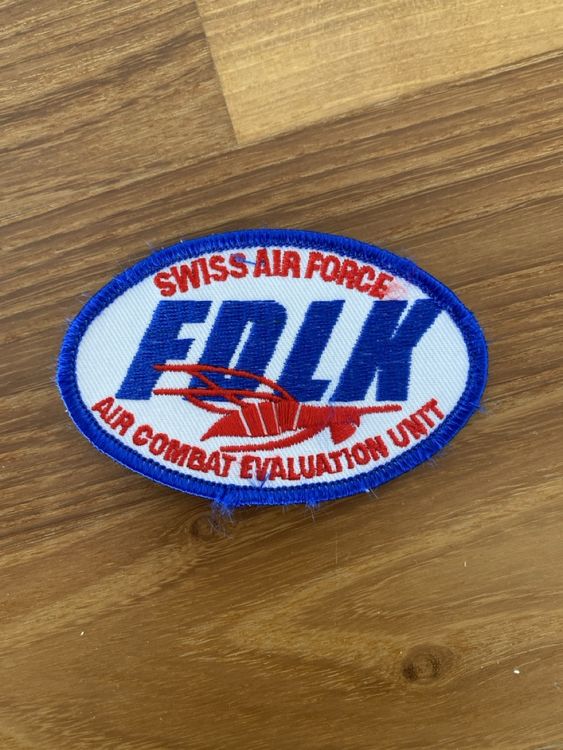 SWISS AIR FORCE
FDLK
AIR COMBAT EVALUATION UNIT